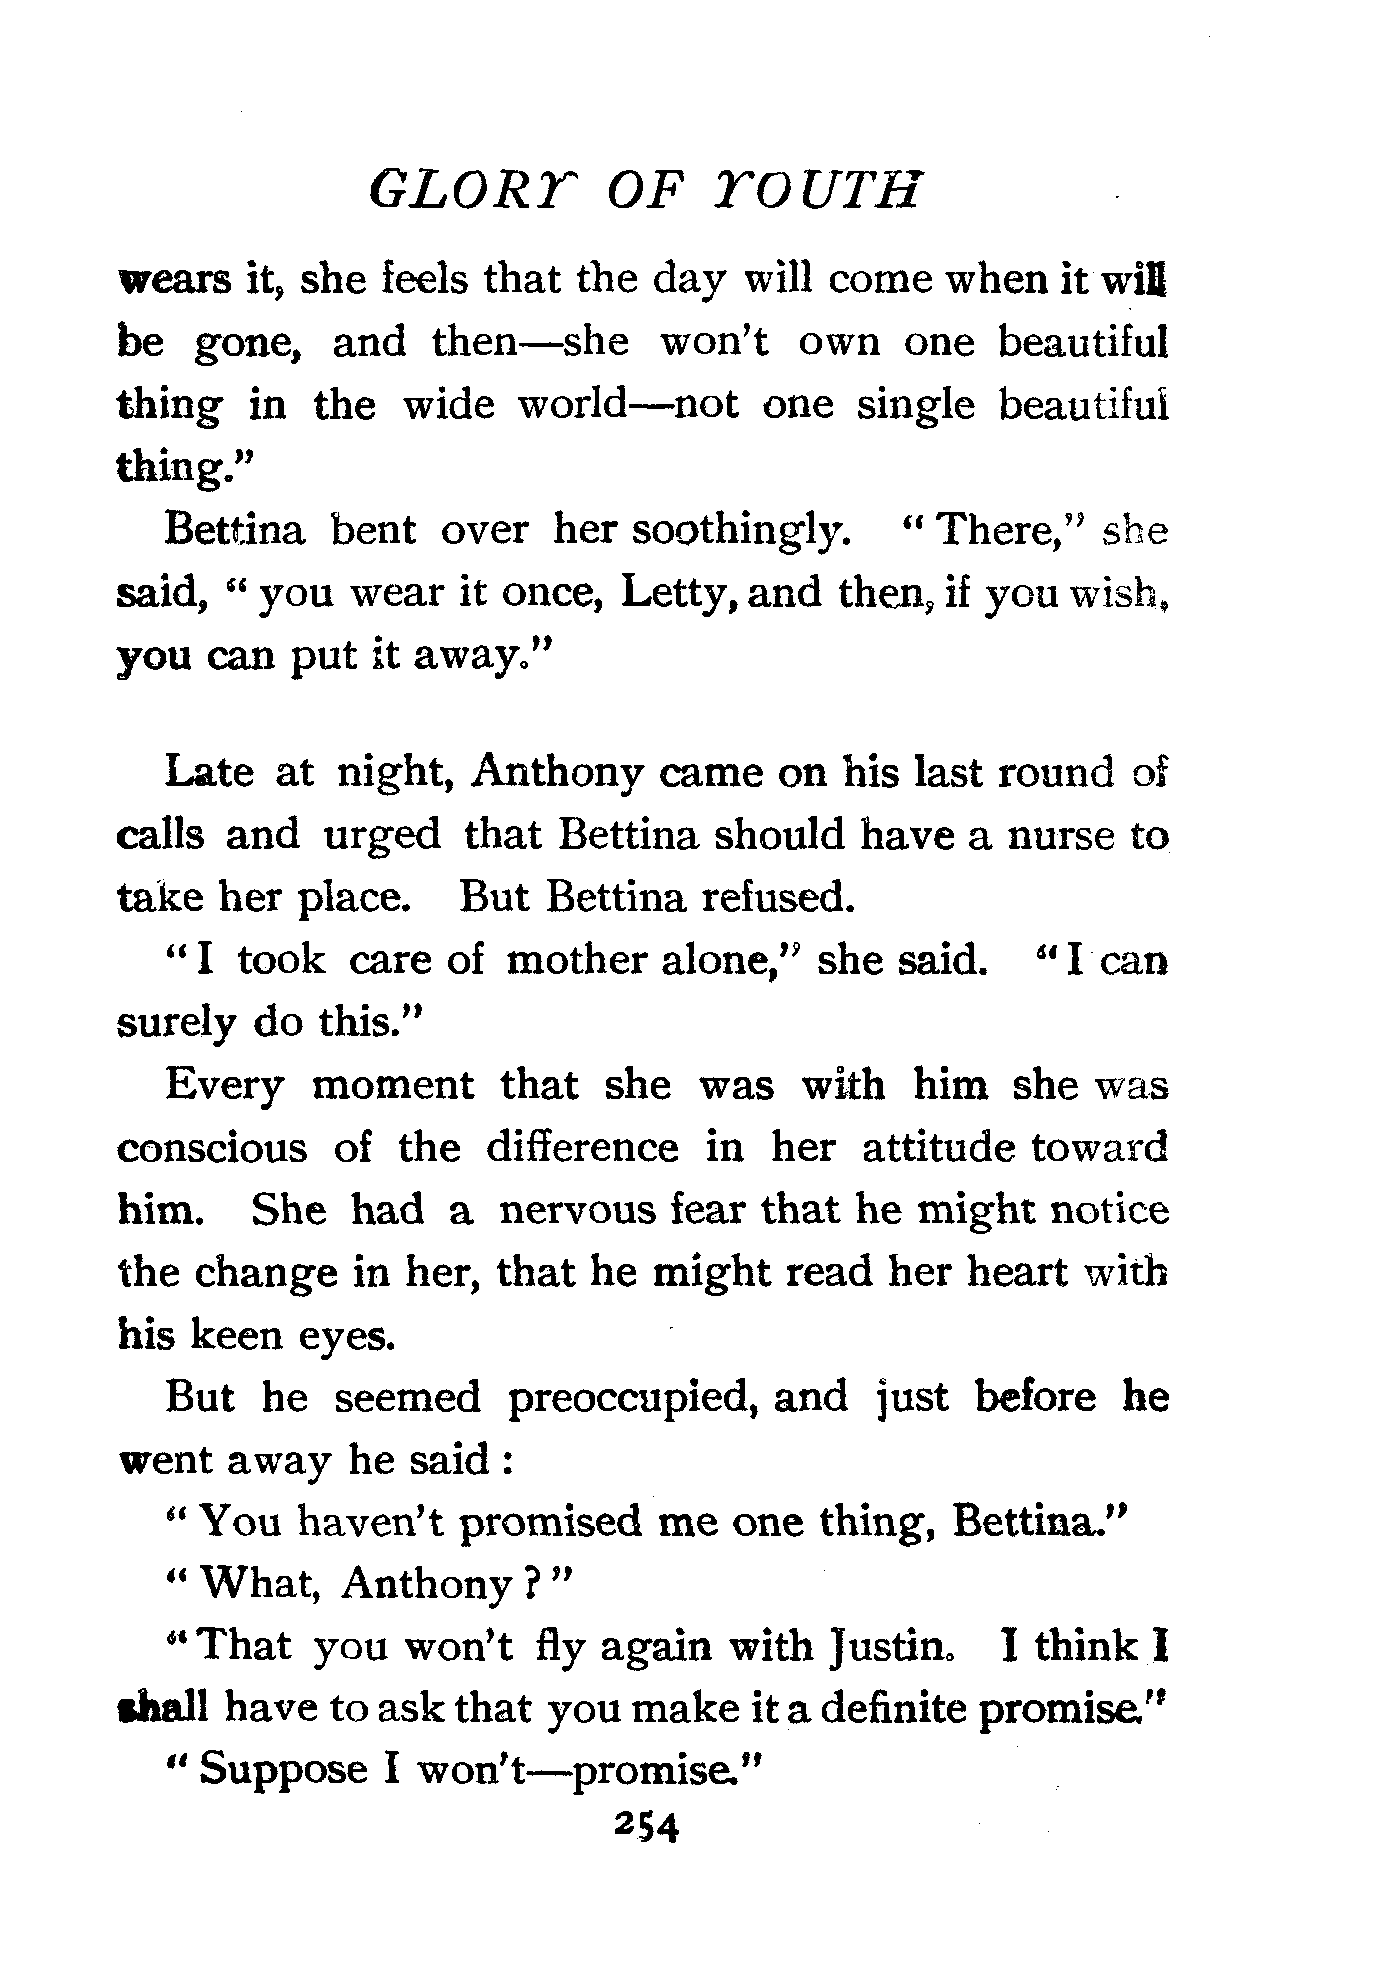 GLORY OF YOUTH
wears it, she feels that the day will come when it will
be gone, and then—she won't own one beautiful
thing in the wide world—not one single beautiful
thing."
Bettina bent over her soothingly. "There," she
said, "you wear it once, Letty, and then, if you wish,
you can put it away."
Late at night, Anthony came on his last round of
calls and urged that Bettina should have a nurse to
take her place. But Bettina refused.
"I took care of mother alone," she said. "I can
surely do this."
Every moment that she was with him she was
conscious of the difference in her attitude toward
him. She had a nervous fear that he might notice
the change in her, that he might read her heart with
his keen eyes.
But he seemed preoccupied, and just before he
went away he said :
"You haven't promised me one thing, Bettina."
"What, Anthony ?"
"That you won't fly again with Justin. I think I
shall have to ask that you make it a definite promise."
"Suppose I won't—promise."
254